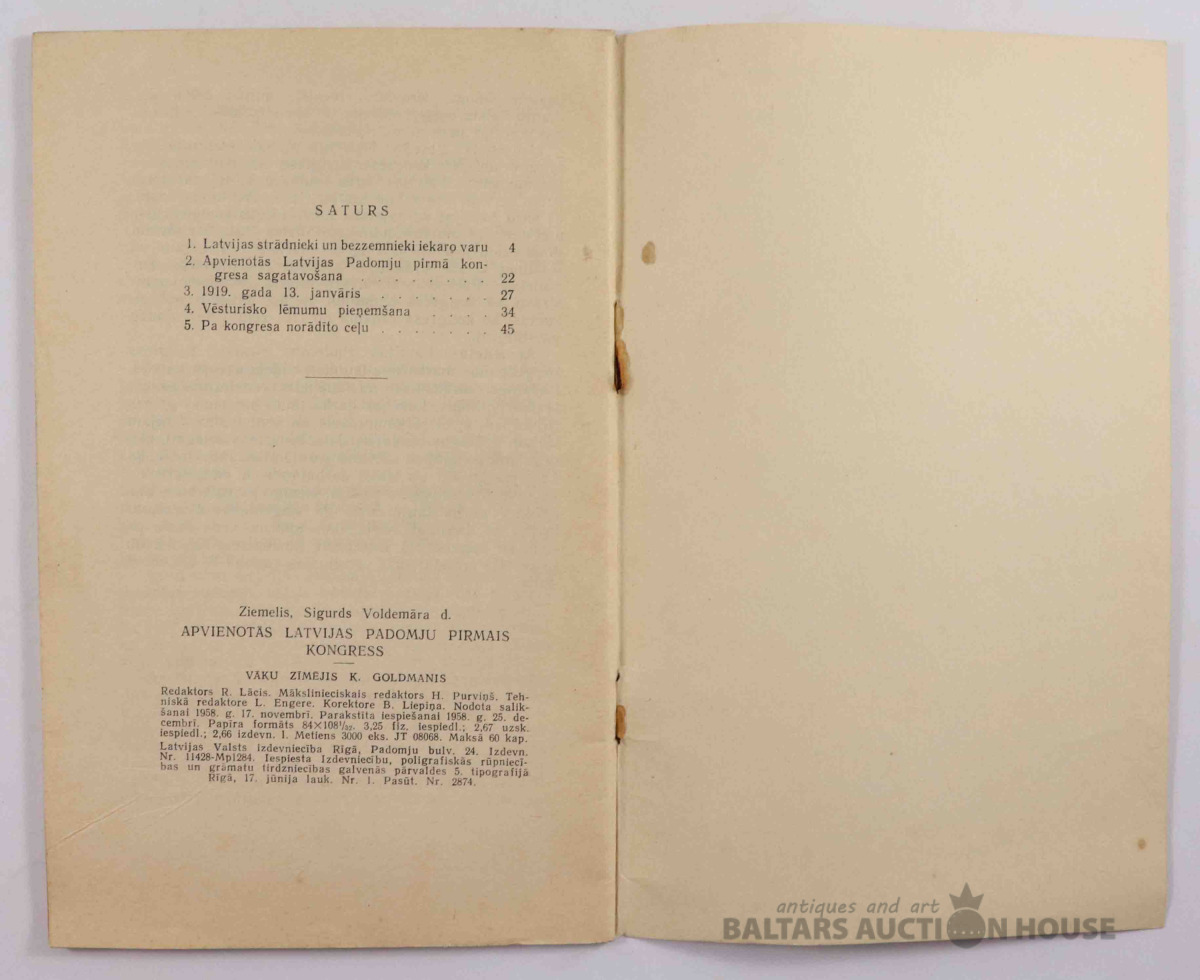 SATURS
1. Latvijas strādnieki un bezzemnieki iekaŗo varu 4
2. Apvienotās Latvijas Padomju pirmā kon-
gresa sagatavošana . . . . . . . . 22
3. 1919. gada 13. janvāris . . . . . . . 27
4. Vēsturisko lēmumu pieņemšana . . . . 34
5. Pa kongresa norādīto ceļu . . . . . . . 45
Ziemelis, Sigurds Voldemāra d.
APVIENOTĀS LATVIJAS PADOMJU PIRMAIS
KONGRESS
VĀKU ZĪMĒJIS K. GOLDMANIS
Redaktors R. Lācis. Mākslinieciskais redaktors H. Purviņš. Teh-
niskā redaktore L. Engere. Korektore B. Liepiņa. Nodota salik-
šanai 1958. g. 17. novembrī. Parakstīta iespiešanai 1958. g. 25. de-
cembrī. Papīra formāts 84×108¹/₃₂. 3,25 fiz. iespiedl.; 2,67 uzsk.
iespiedl.; 2,66 izdevn. l. Metiens 3000 eks. JT 08068. Maksā 60 kap.
Latvijas Valsts izdevniecība Rīgā, Padomju bulv. 24. Izdevn.
Nr. 11428-Mp1284. Iespiesta Izdevniecību, poligrafiskās rūpniecī-
bas un grāmatu tirdzniecības galvenās pārvaldes 5. tipografijā
Rīgā, 17. jūnija lauk. Nr. 1. Pasūt. Nr. 2874.
antiques and art
BALTARS AUCTION HOUSE